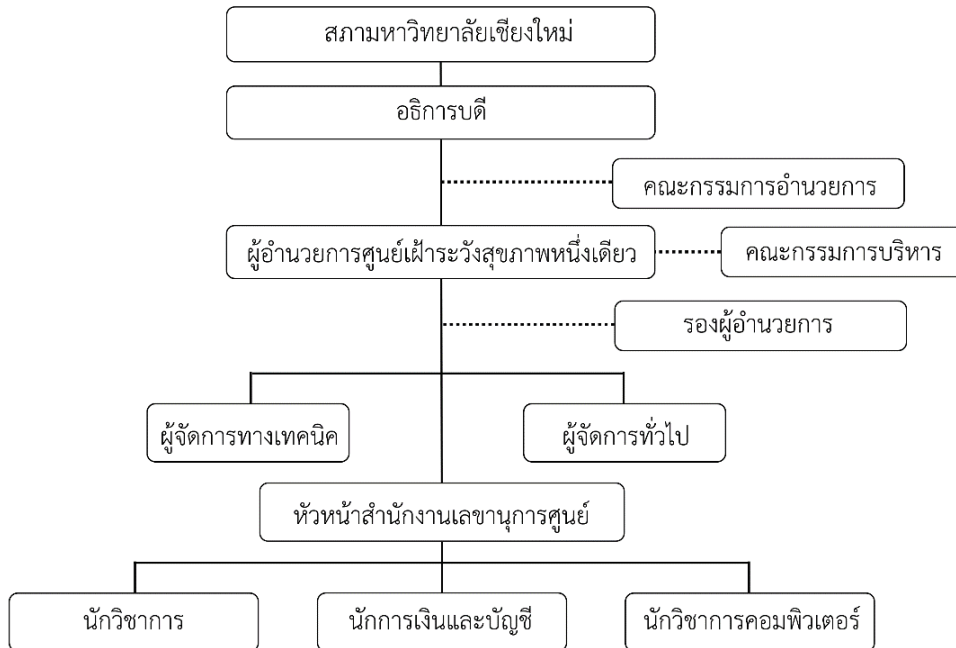 สภามหาวิทยาลัยเชียงใหม่
อธิการบดี
คณะกรรมการอำนวยการ
ผู้อำนวยการศูนย์เฝ้าระวังสุขภาพหนึ่งเดียว
คณะกรรมการบริหาร
รองผู้อำนวยการ
ผู้จัดการทางเทคนิค
ผู้จัดการทั่วไป
หัวหน้าสำนักงานเลขานุการศูนย์
นักวิชาการ
นักการเงินและบัญชี
นักวิชาการคอมพิวเตอร์